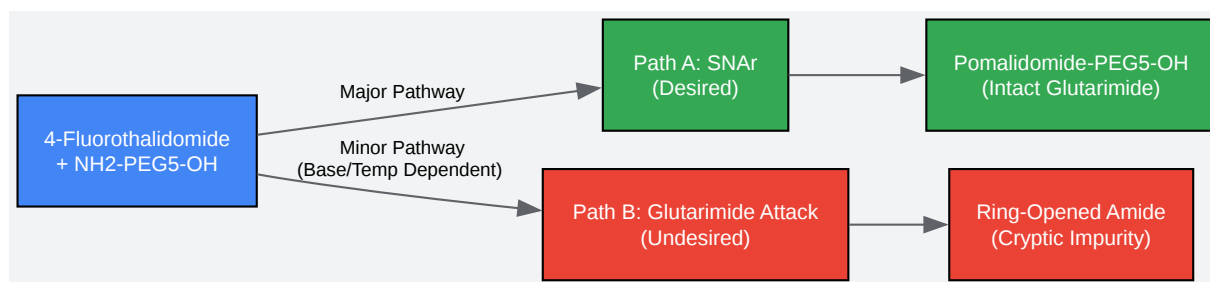 4-Fluorothalidomide
+ NH2-PEG5-OH
Major Pathway
Minor Pathway
(Base/Temp Dependent)
Path A: SNAr
(Desired)
Pomalidomide-PEG5-OH
(Intact Glutarimide)
Path B: Glutarimide Attack
(Undesired)
Ring-Opened Amide
(Cryptic Impurity)